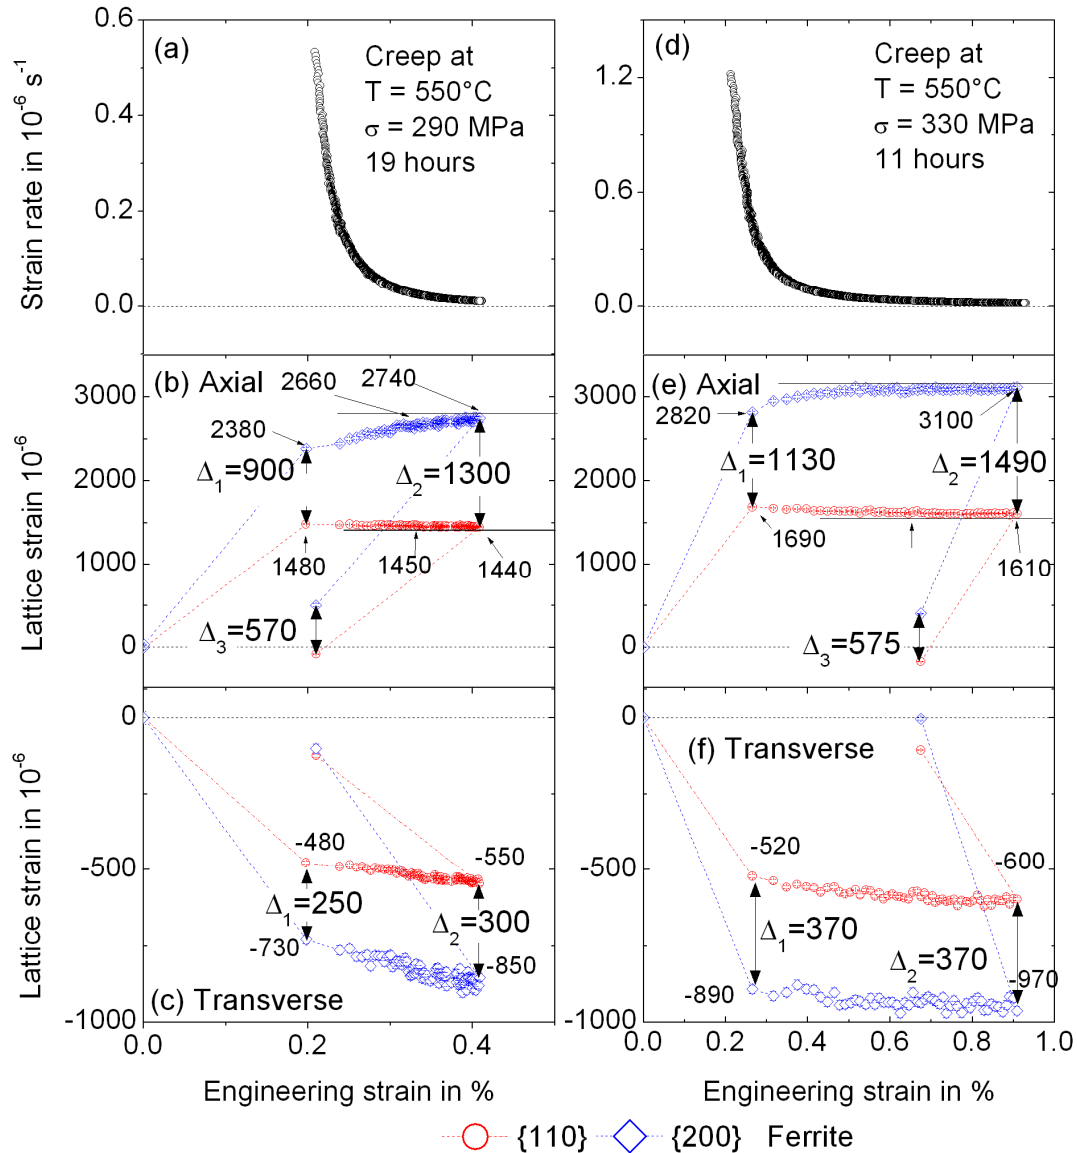 Strain rate in 10⁻⁶ s⁻¹
0.6
0.4
0.2
0.0
(a)
Creep at
T = 550°C
σ = 290 MPa
19 hours
1.2
0.6
0.0
(d)
Creep at
T = 550°C
σ = 330 MPa
11 hours
Lattice strain 10⁻⁶
3000
2000
1000
0
(b) Axial
2660
2740
2380
Δ₁=900
Δ₂=1300
1480
1450
1440
Δ₃=570
3000
2000
1000
0
(e) Axial
2820
3100
Δ₁=1130
Δ₂=1490
1690
1610
Δ₃=575
Lattice strain in 10⁻⁶
0
-500
-1000
-480
-550
Δ₁=250
Δ₂=300
-730
-850
(c) Transverse
0.0
0.2
0.4
Engineering strain in %
0
-500
-1000
(f) Transverse
-520
-600
Δ₁=370
Δ₂=370
-890
-970
0.0
0.2
0.4
0.6
0.8
1.0
Engineering strain in %
{110}
{200}
Ferrite